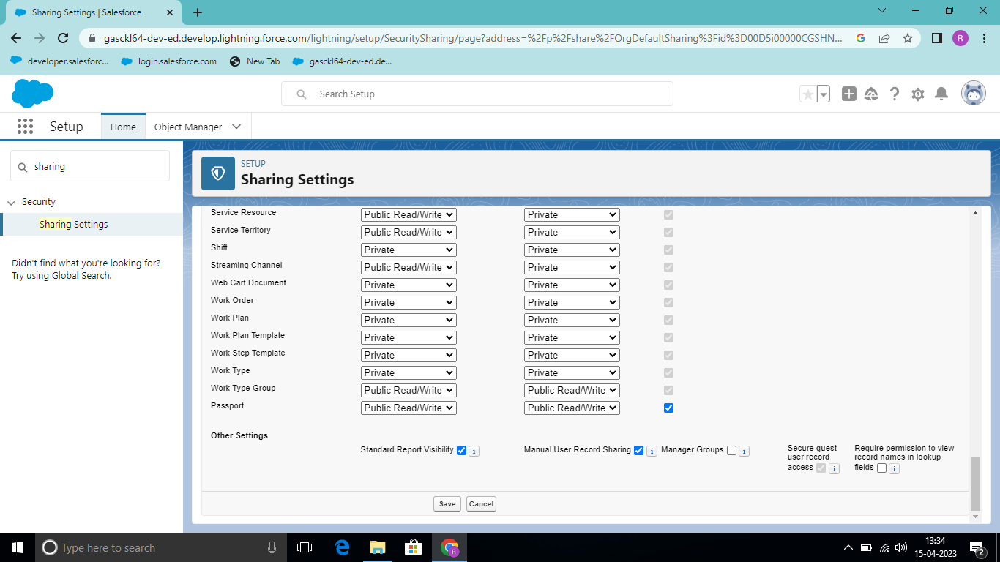 Sharing Settings | Salesforce
gasckl64-dev-ed.develop.lightning.force.com/lightning/setup/SecuritySharing/page?address=%2Fp%2Fshare%2FOrgDefaultSharing%3Fid%3D00D5i00000CGSHN...
R
developer.salesforc... login.salesforce.com New Tab gasckl64-dev-ed.de...
Search Setup
Setup Home Object Manager
sharing
Security
Sharing Settings
Didn't find what you're looking for?
Try using Global Search.
SETUP
Sharing Settings
Service Resource Public Read/Write Private
Service Territory Public Read/Write Private
Shift Private Private
Streaming Channel Public Read/Write Private
Web Cart Document Private Private
Work Order Private Private
Work Plan Private Private
Work Plan Template Private Private
Work Step Template Private Private
Work Type Private Private
Work Type Group Public Read/Write Public Read/Write
Passport Public Read/Write Public Read/Write
Other Settings
Standard Report Visibility i Manual User Record Sharing i Manager Groups i
Secure guest
user record
access i
Require permission to view
record names in lookup
fields i
Save Cancel
Type here to search
R
13:34
15-04-2023
2